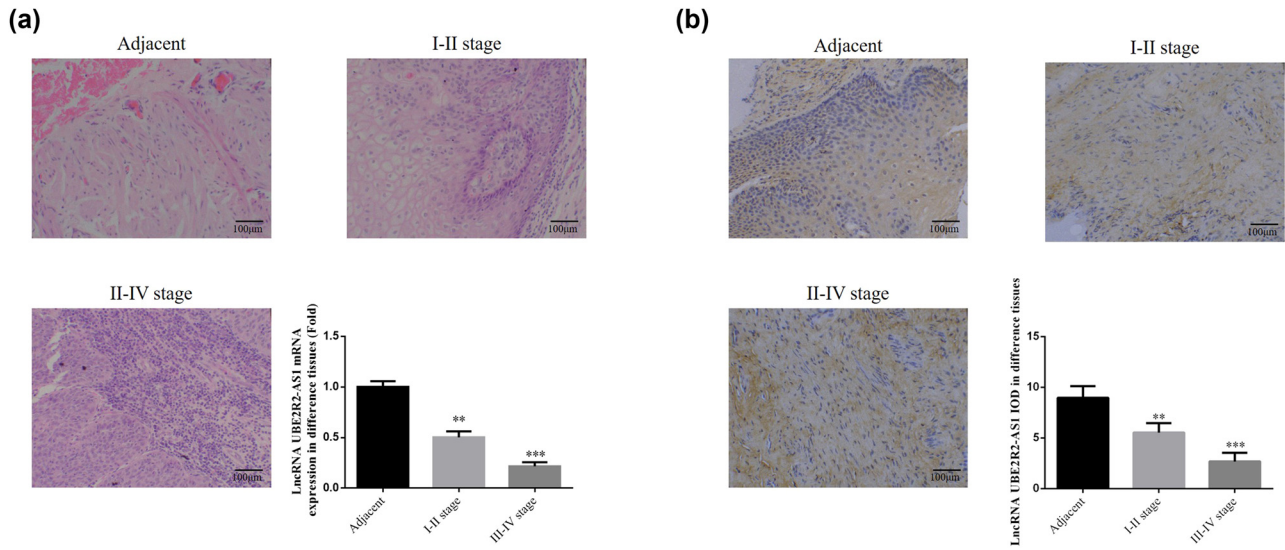 (a)
Adjacent
I-II stage
100μm
100μm
II-IV stage
100μm
LncRNA UBE2R2-AS1 mRNA
expression in difference tissues (Fold)
1.5
1.0
0.5
0.0
**
***
Adjacent
I-II stage
III-IV stage
(b)
Adjacent
I-II stage
100μm
100μm
II-IV stage
100μm
LncRNA UBE2R2-AS1 IOD in difference tissues
15
10
5
0
**
***
Adjacent
I-II stage
III-IV stage